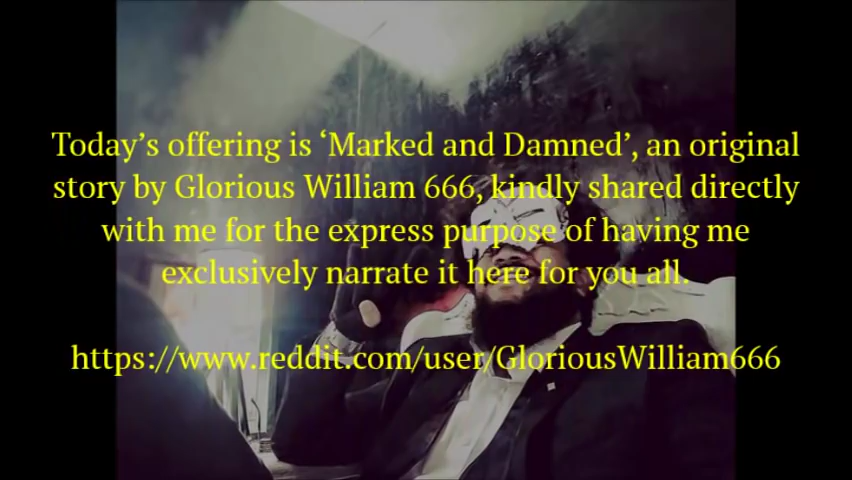 Today’s offering is ‘Marked and Damned’, an original
story by Glorious William 666, kindly shared directly
with me for the express purpose of having me
exclusively narrate it here for you all.
https://www.reddit.com/user/GloriousWilliam666